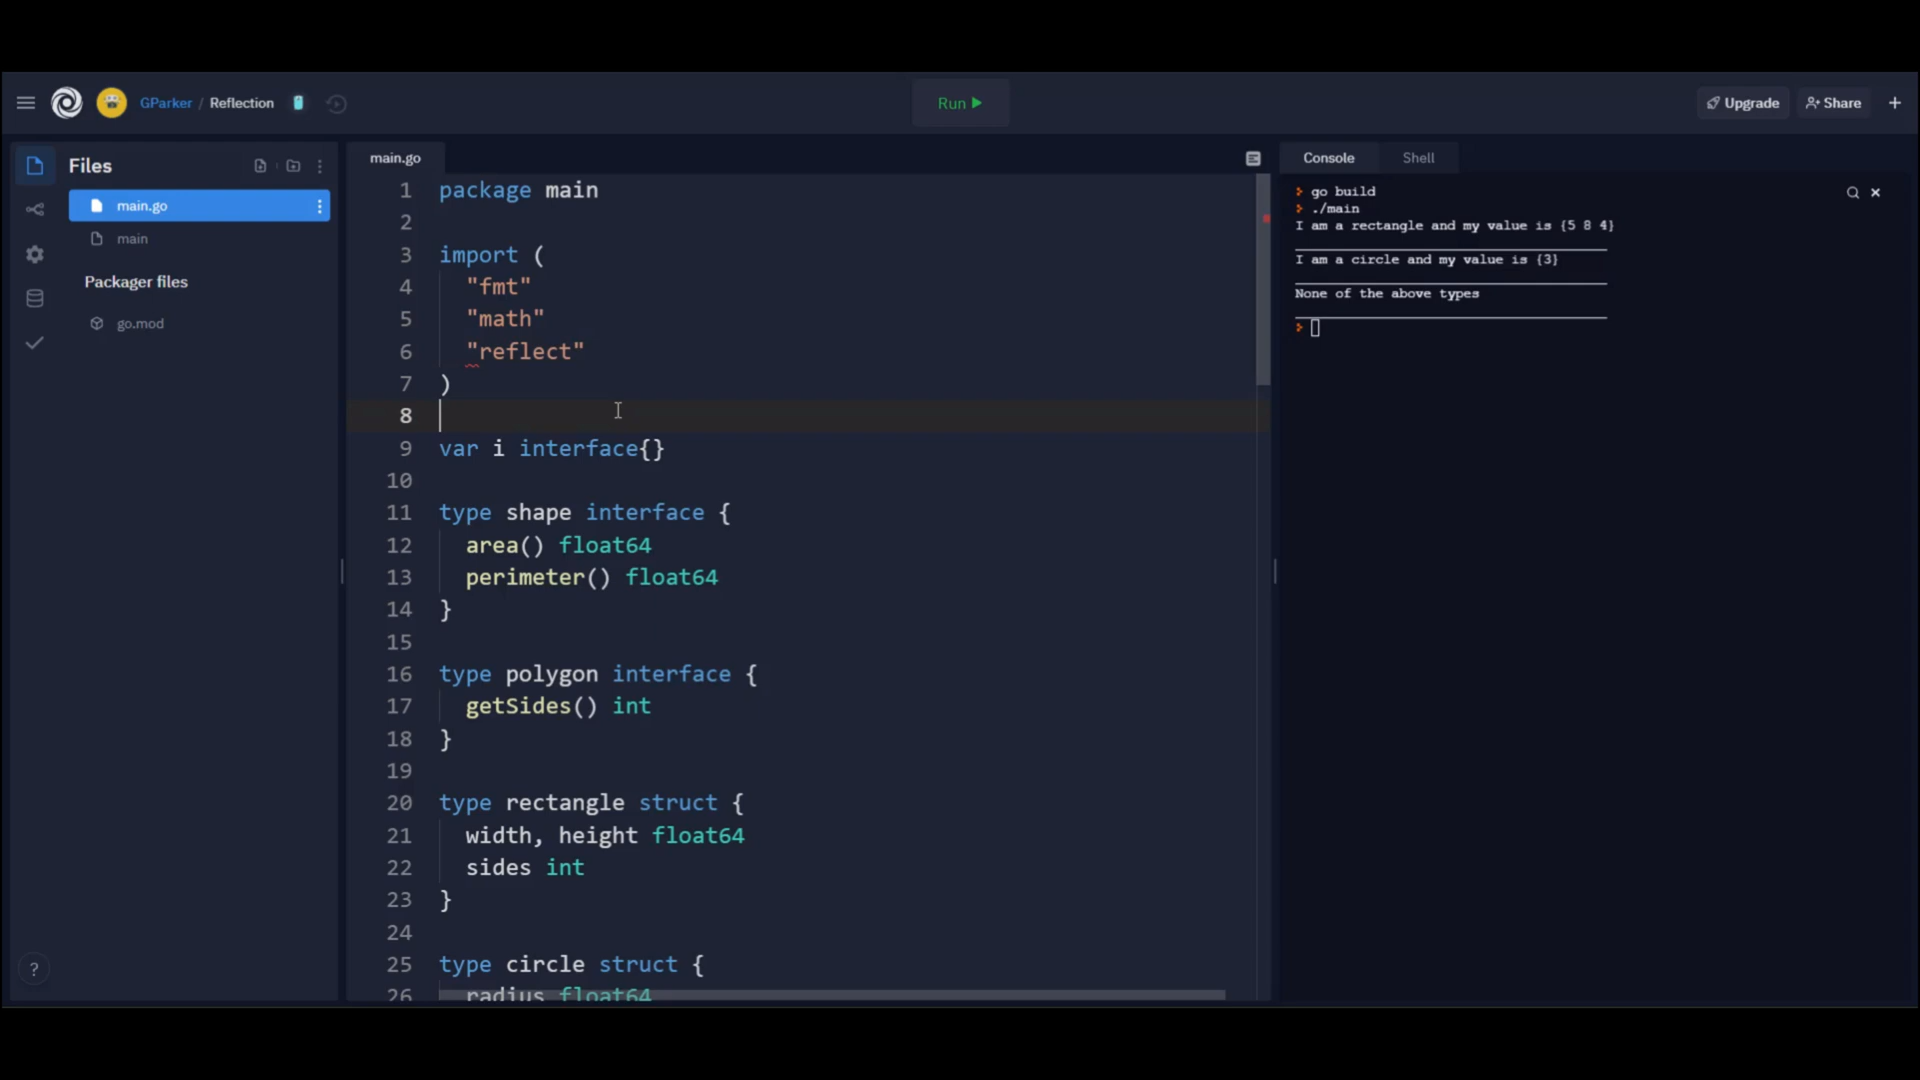 GParker / Reflection
Run
Upgrade
Share
Files
main.go
main
Packager files
go.mod
?
main.go
1 package main
2
3 import (
4 "fmt"
5 "math"
6 "reflect"
7 )
8
9 var i interface{}
10
11 type shape interface {
12 area() float64
13 perimeter() float64
14 }
15
16 type polygon interface {
17 getSides() int
18 }
19
20 type rectangle struct {
21 width, height float64
22 sides int
23 }
24
25 type circle struct {
26 radius float64
Console
Shell
go build
./main
I am a rectangle and my value is {5 8 4}
I am a circle and my value is {3}
None of the above types